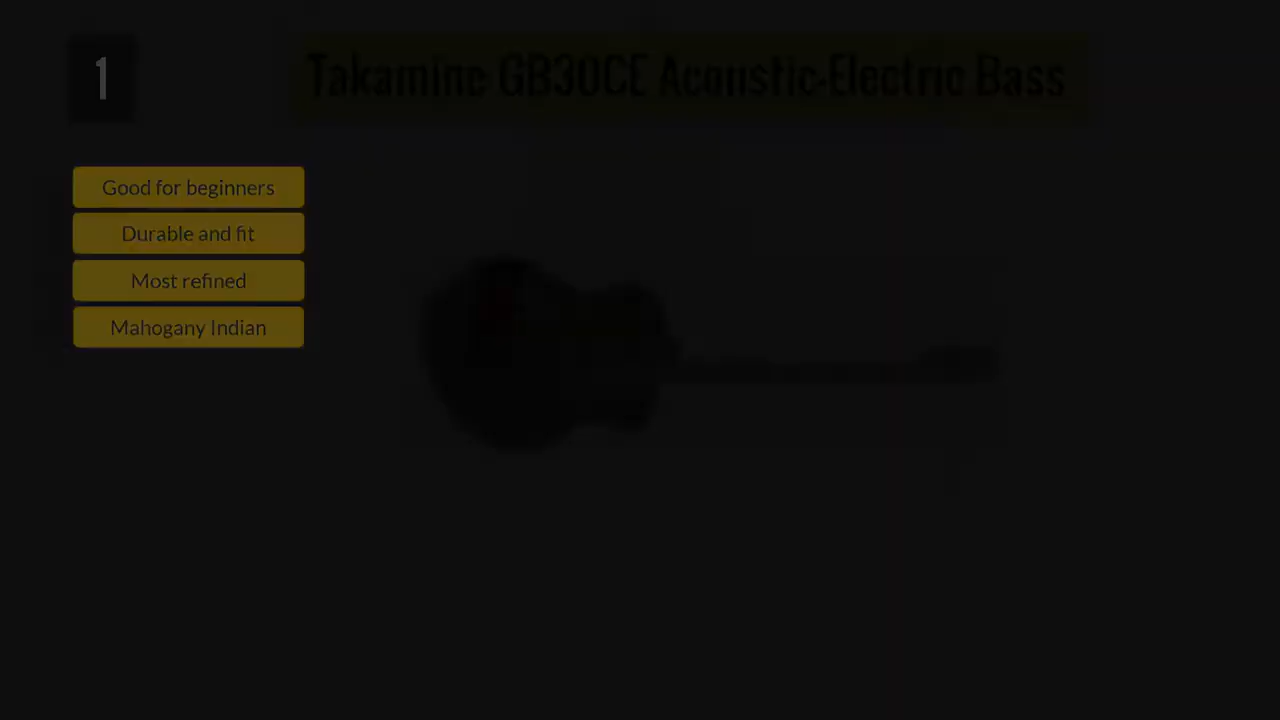 1
Takamine GB30CE Acoustic-Electric Bass
Good for beginners
Durable and fit
Most refined
Mahogany Indian